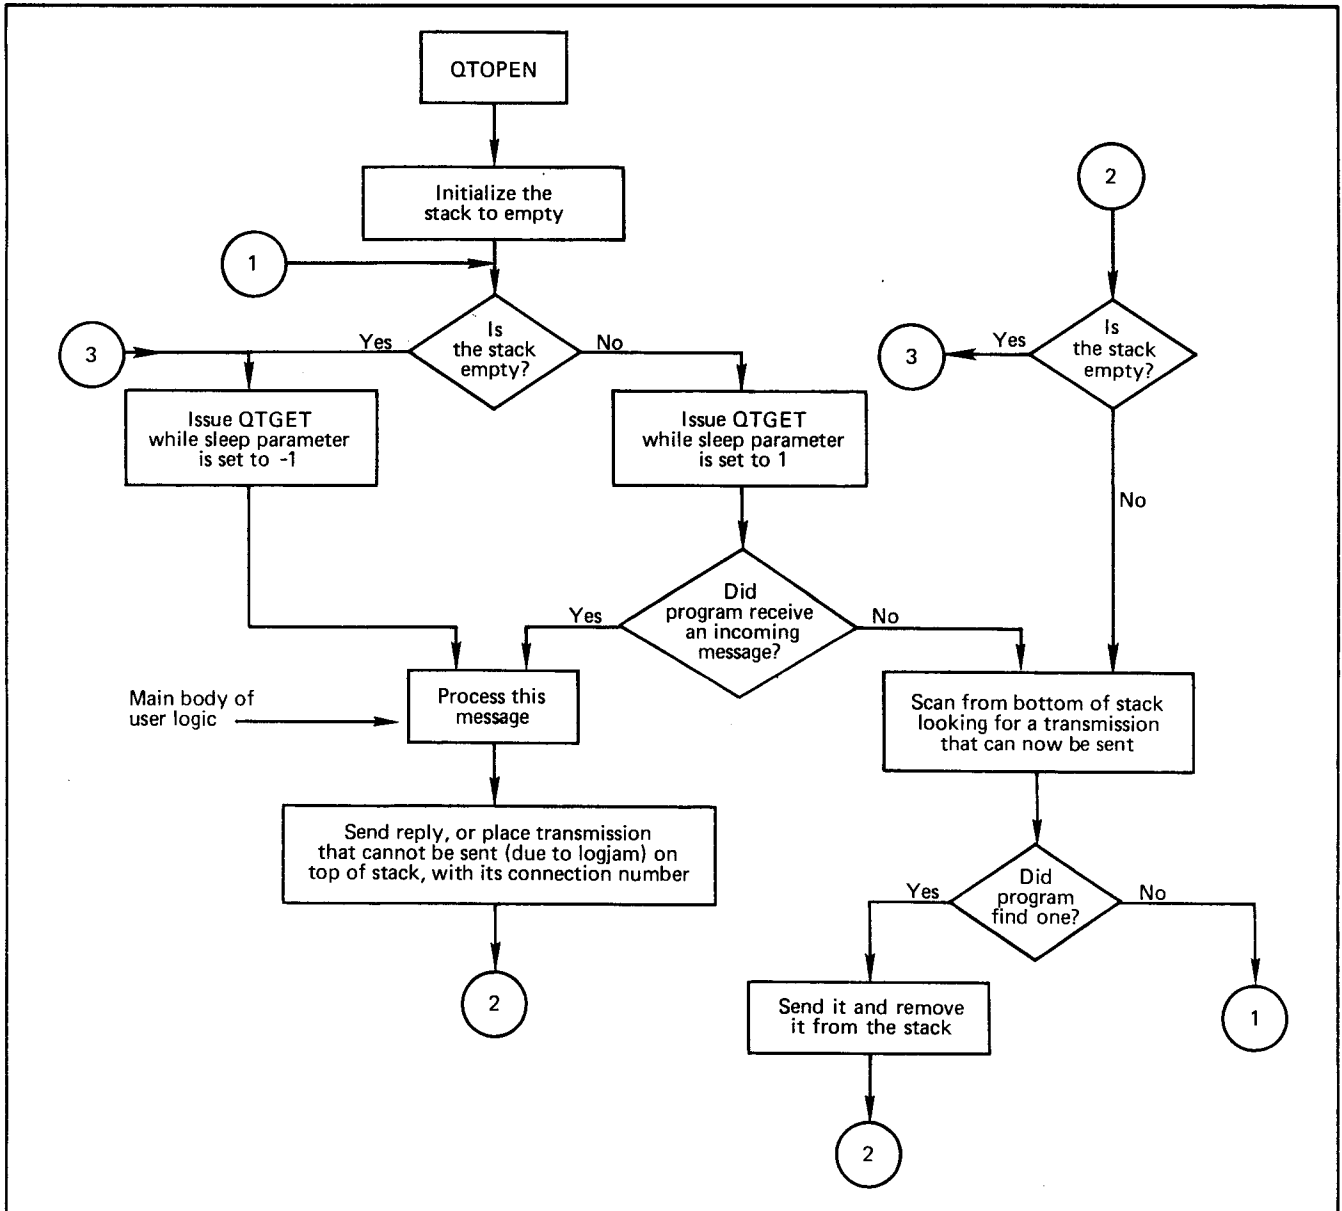 QTOPEN
Initialize the
stack to empty
1
2
Is
the stack
empty?
Yes
No
3
Issue QTGET
while sleep parameter
is set to -1
Issue QTGET
while sleep parameter
is set to 1
Is
the stack
empty?
Yes
3
No
Did
program receive
an incoming
message?
Yes
No
Main body of
user logic
Process this
message
Scan from bottom of stack
looking for a transmission
that can now be sent
Send reply, or place transmission
that cannot be sent (due to logjam) on
top of stack, with its connection number
2
Did
program
find one?
Yes
No
Send it and remove
it from the stack
1
2